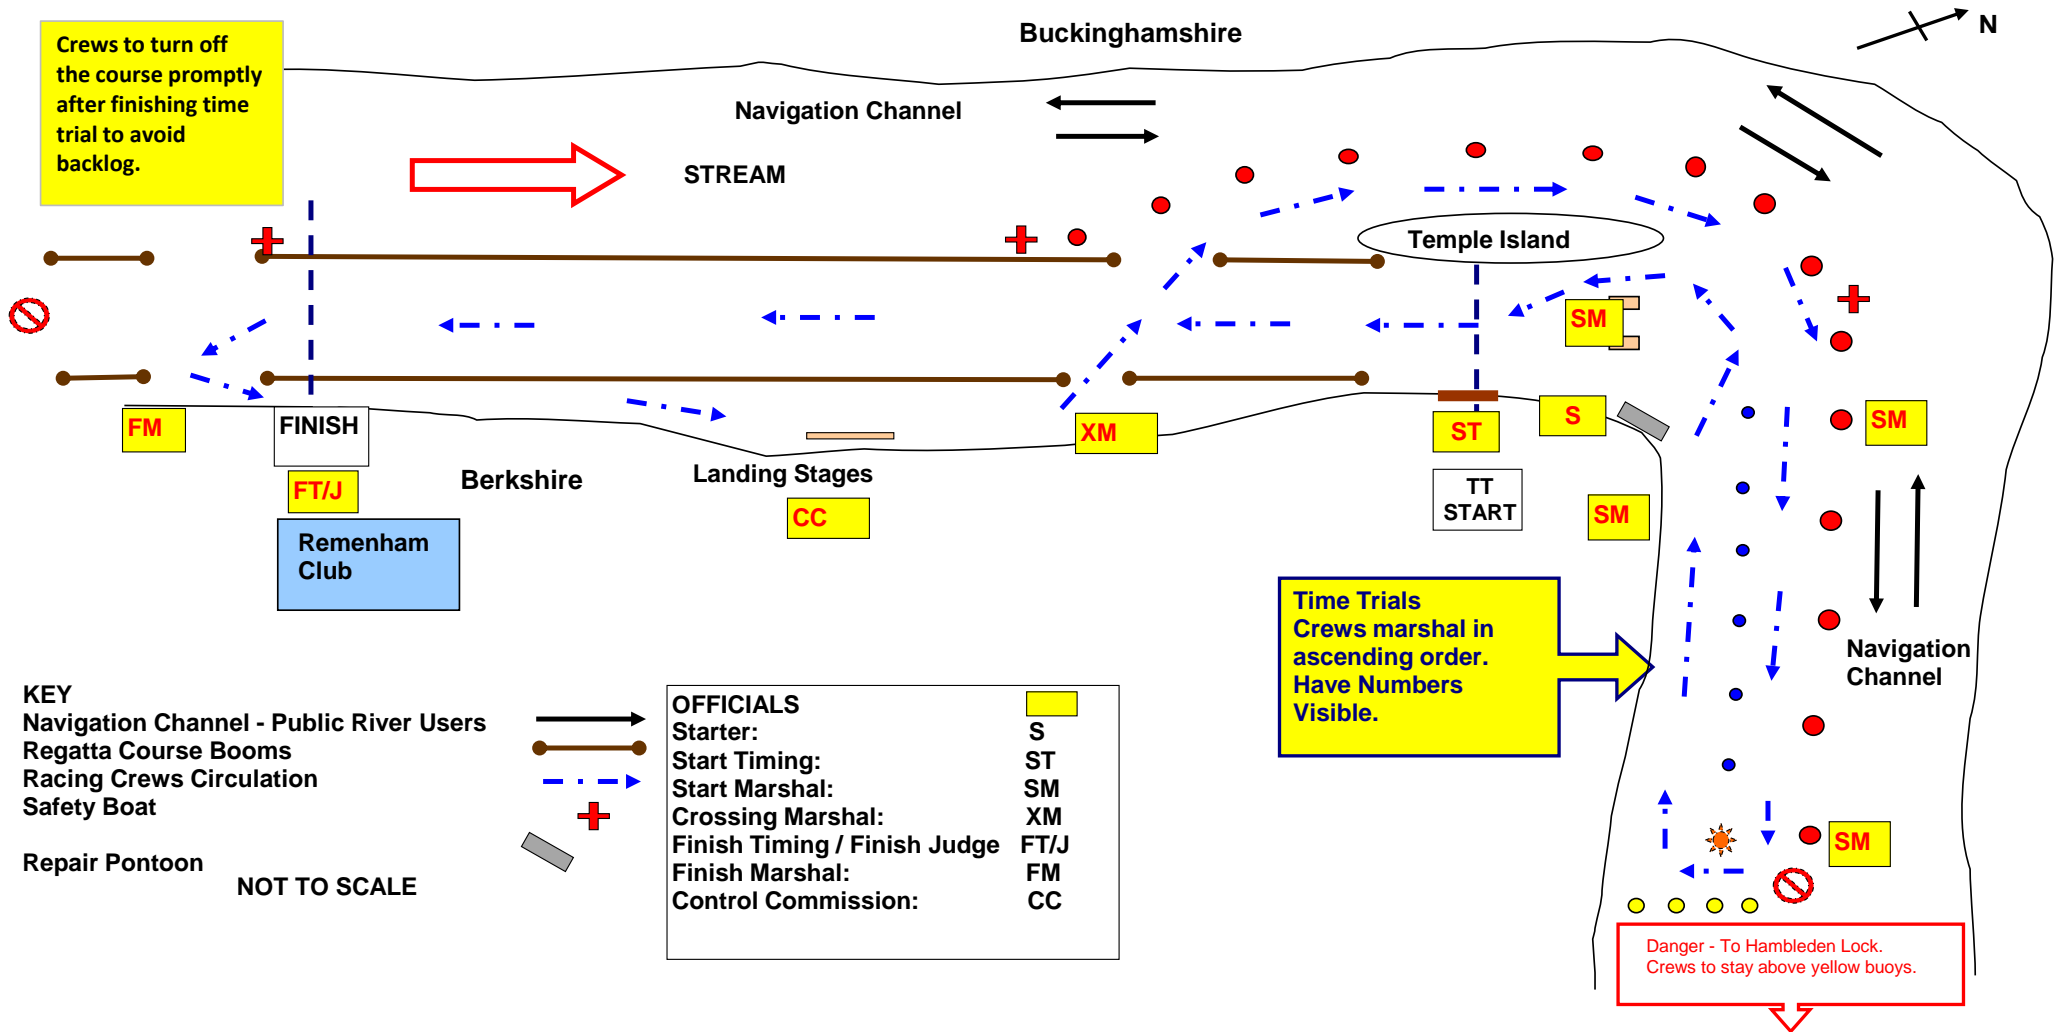 Crews to turn off
the course promptly
after finishing time
trial to avoid
backlog.
Buckinghamshire
N
Navigation Channel
STREAM
Temple Island
SM
SM
FM
FINISH
XM
ST
S
FT/J
Berkshire
Landing Stages
CC
TT
START
SM
Remenham
Club
Time Trials
Crews marshal in
ascending order.
Have Numbers
Visible.
Navigation
Channel
KEY
Navigation Channel - Public River Users
Regatta Course Booms
Racing Crews Circulation
Safety Boat
Repair Pontoon
NOT TO SCALE
OFFICIALS
Starter: S
Start Timing: ST
Start Marshal: SM
Crossing Marshal: XM
Finish Timing / Finish Judge FT/J
Finish Marshal: FM
Control Commission: CC
SM
Danger - To Hambleden Lock.
Crews to stay above yellow buoys.